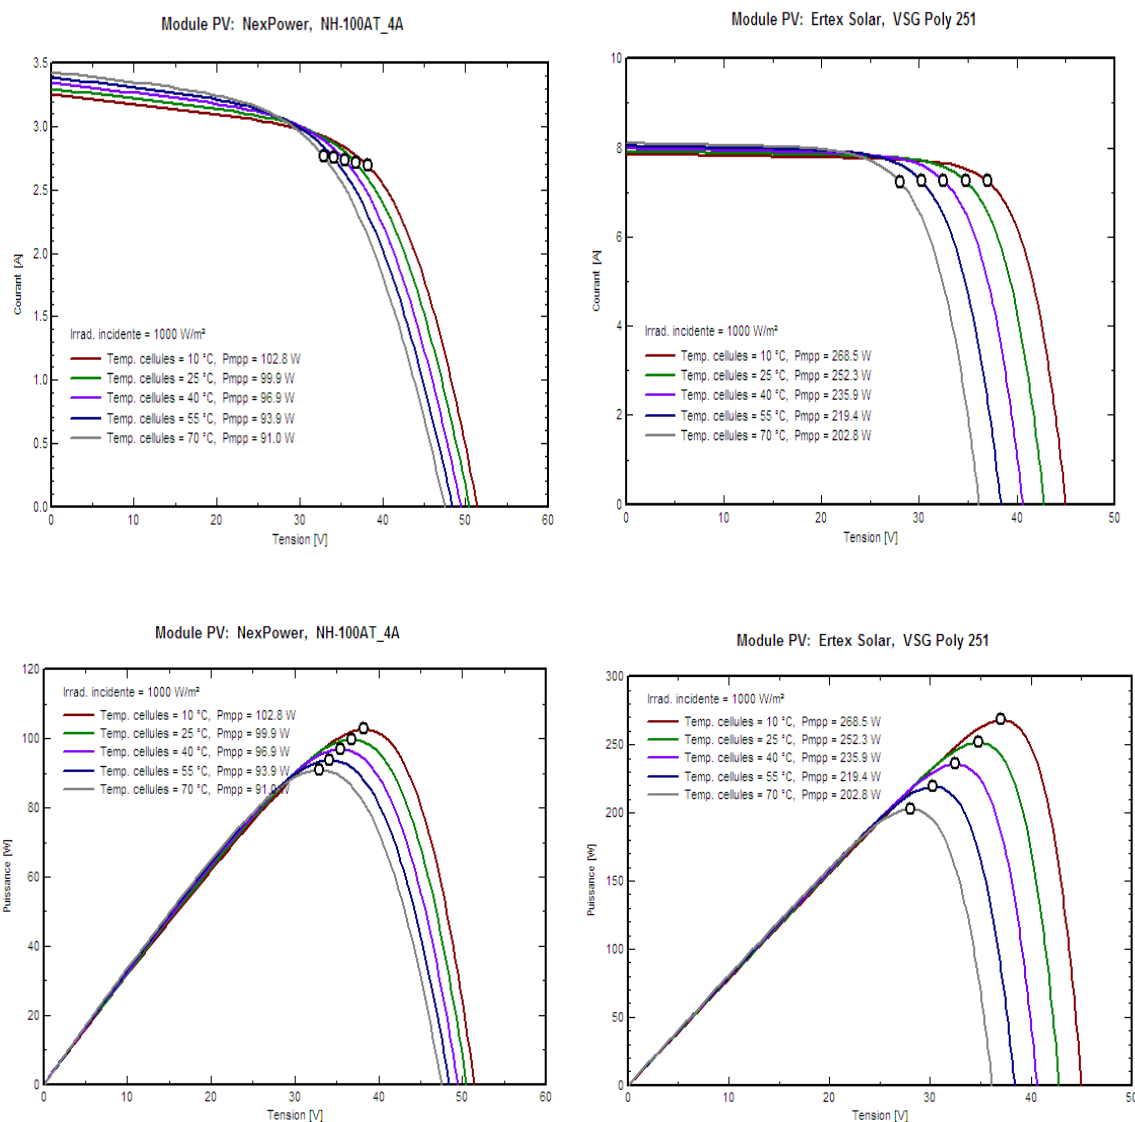 Module PV: NexPower, NH-100AT_4A
3.5
3.0
2.5
2.0
1.5
1.0
0.5
0.0
Courant [A]
Irrad. incidente = 1000 W/m²
Temp. cellules = 10 °C, Pmpp = 102.8 W
Temp. cellules = 25 °C, Pmpp = 99.9 W
Temp. cellules = 40 °C, Pmpp = 96.9 W
Temp. cellules = 55 °C, Pmpp = 93.9 W
Temp. cellules = 70 °C, Pmpp = 91.0 W
0 10 20 30 40 50 60
Tension [V]
Module PV: Ertex Solar, VSG Poly 251
10
8
6
4
2
0
Courant [A]
Irrad. incidente = 1000 W/m²
Temp. cellules = 10 °C, Pmpp = 268.5 W
Temp. cellules = 25 °C, Pmpp = 252.3 W
Temp. cellules = 40 °C, Pmpp = 235.9 W
Temp. cellules = 55 °C, Pmpp = 219.4 W
Temp. cellules = 70 °C, Pmpp = 202.8 W
0 10 20 30 40 50
Tension [V]
Module PV: NexPower, NH-100AT_4A
120
100
80
60
40
20
0
Puissance [W]
Irrad. incidente = 1000 W/m²
Temp. cellules = 10 °C, Pmpp = 102.8 W
Temp. cellules = 25 °C, Pmpp = 99.9 W
Temp. cellules = 40 °C, Pmpp = 96.9 W
Temp. cellules = 55 °C, Pmpp = 93.9 W
Temp. cellules = 70 °C, Pmpp = 91.0 W
0 10 20 30 40 50 60
Tension [V]
Module PV: Ertex Solar, VSG Poly 251
300
250
200
150
100
50
0
Puissance [W]
Irrad. incidente = 1000 W/m²
Temp. cellules = 10 °C, Pmpp = 268.5 W
Temp. cellules = 25 °C, Pmpp = 252.3 W
Temp. cellules = 40 °C, Pmpp = 235.9 W
Temp. cellules = 55 °C, Pmpp = 219.4 W
Temp. cellules = 70 °C, Pmpp = 202.8 W
0 10 20 30 40 50
Tension [V]